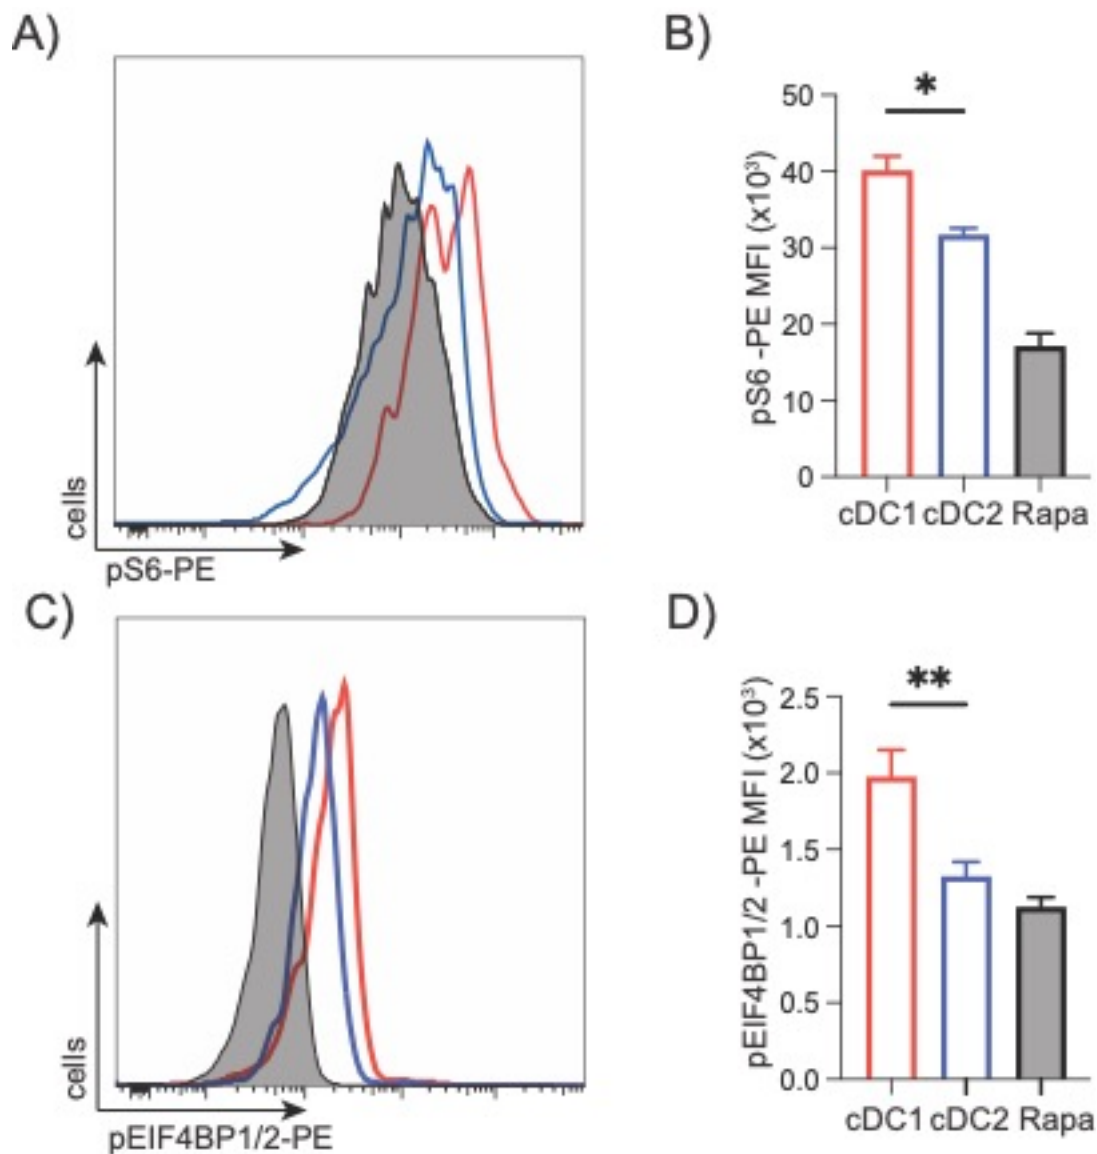 A)
cells
pS6-PE
B)
*
pS6 -PE MFI (x10³)
50
40
30
20
10
0
cDC1 cDC2 Rapa
C)
cells
pEIF4BP1/2-PE
D)
**
pEIF4BP1/2 -PE MFI (x10³)
2.5
2.0
1.5
1.0
0.5
0.0
cDC1 cDC2 Rapa